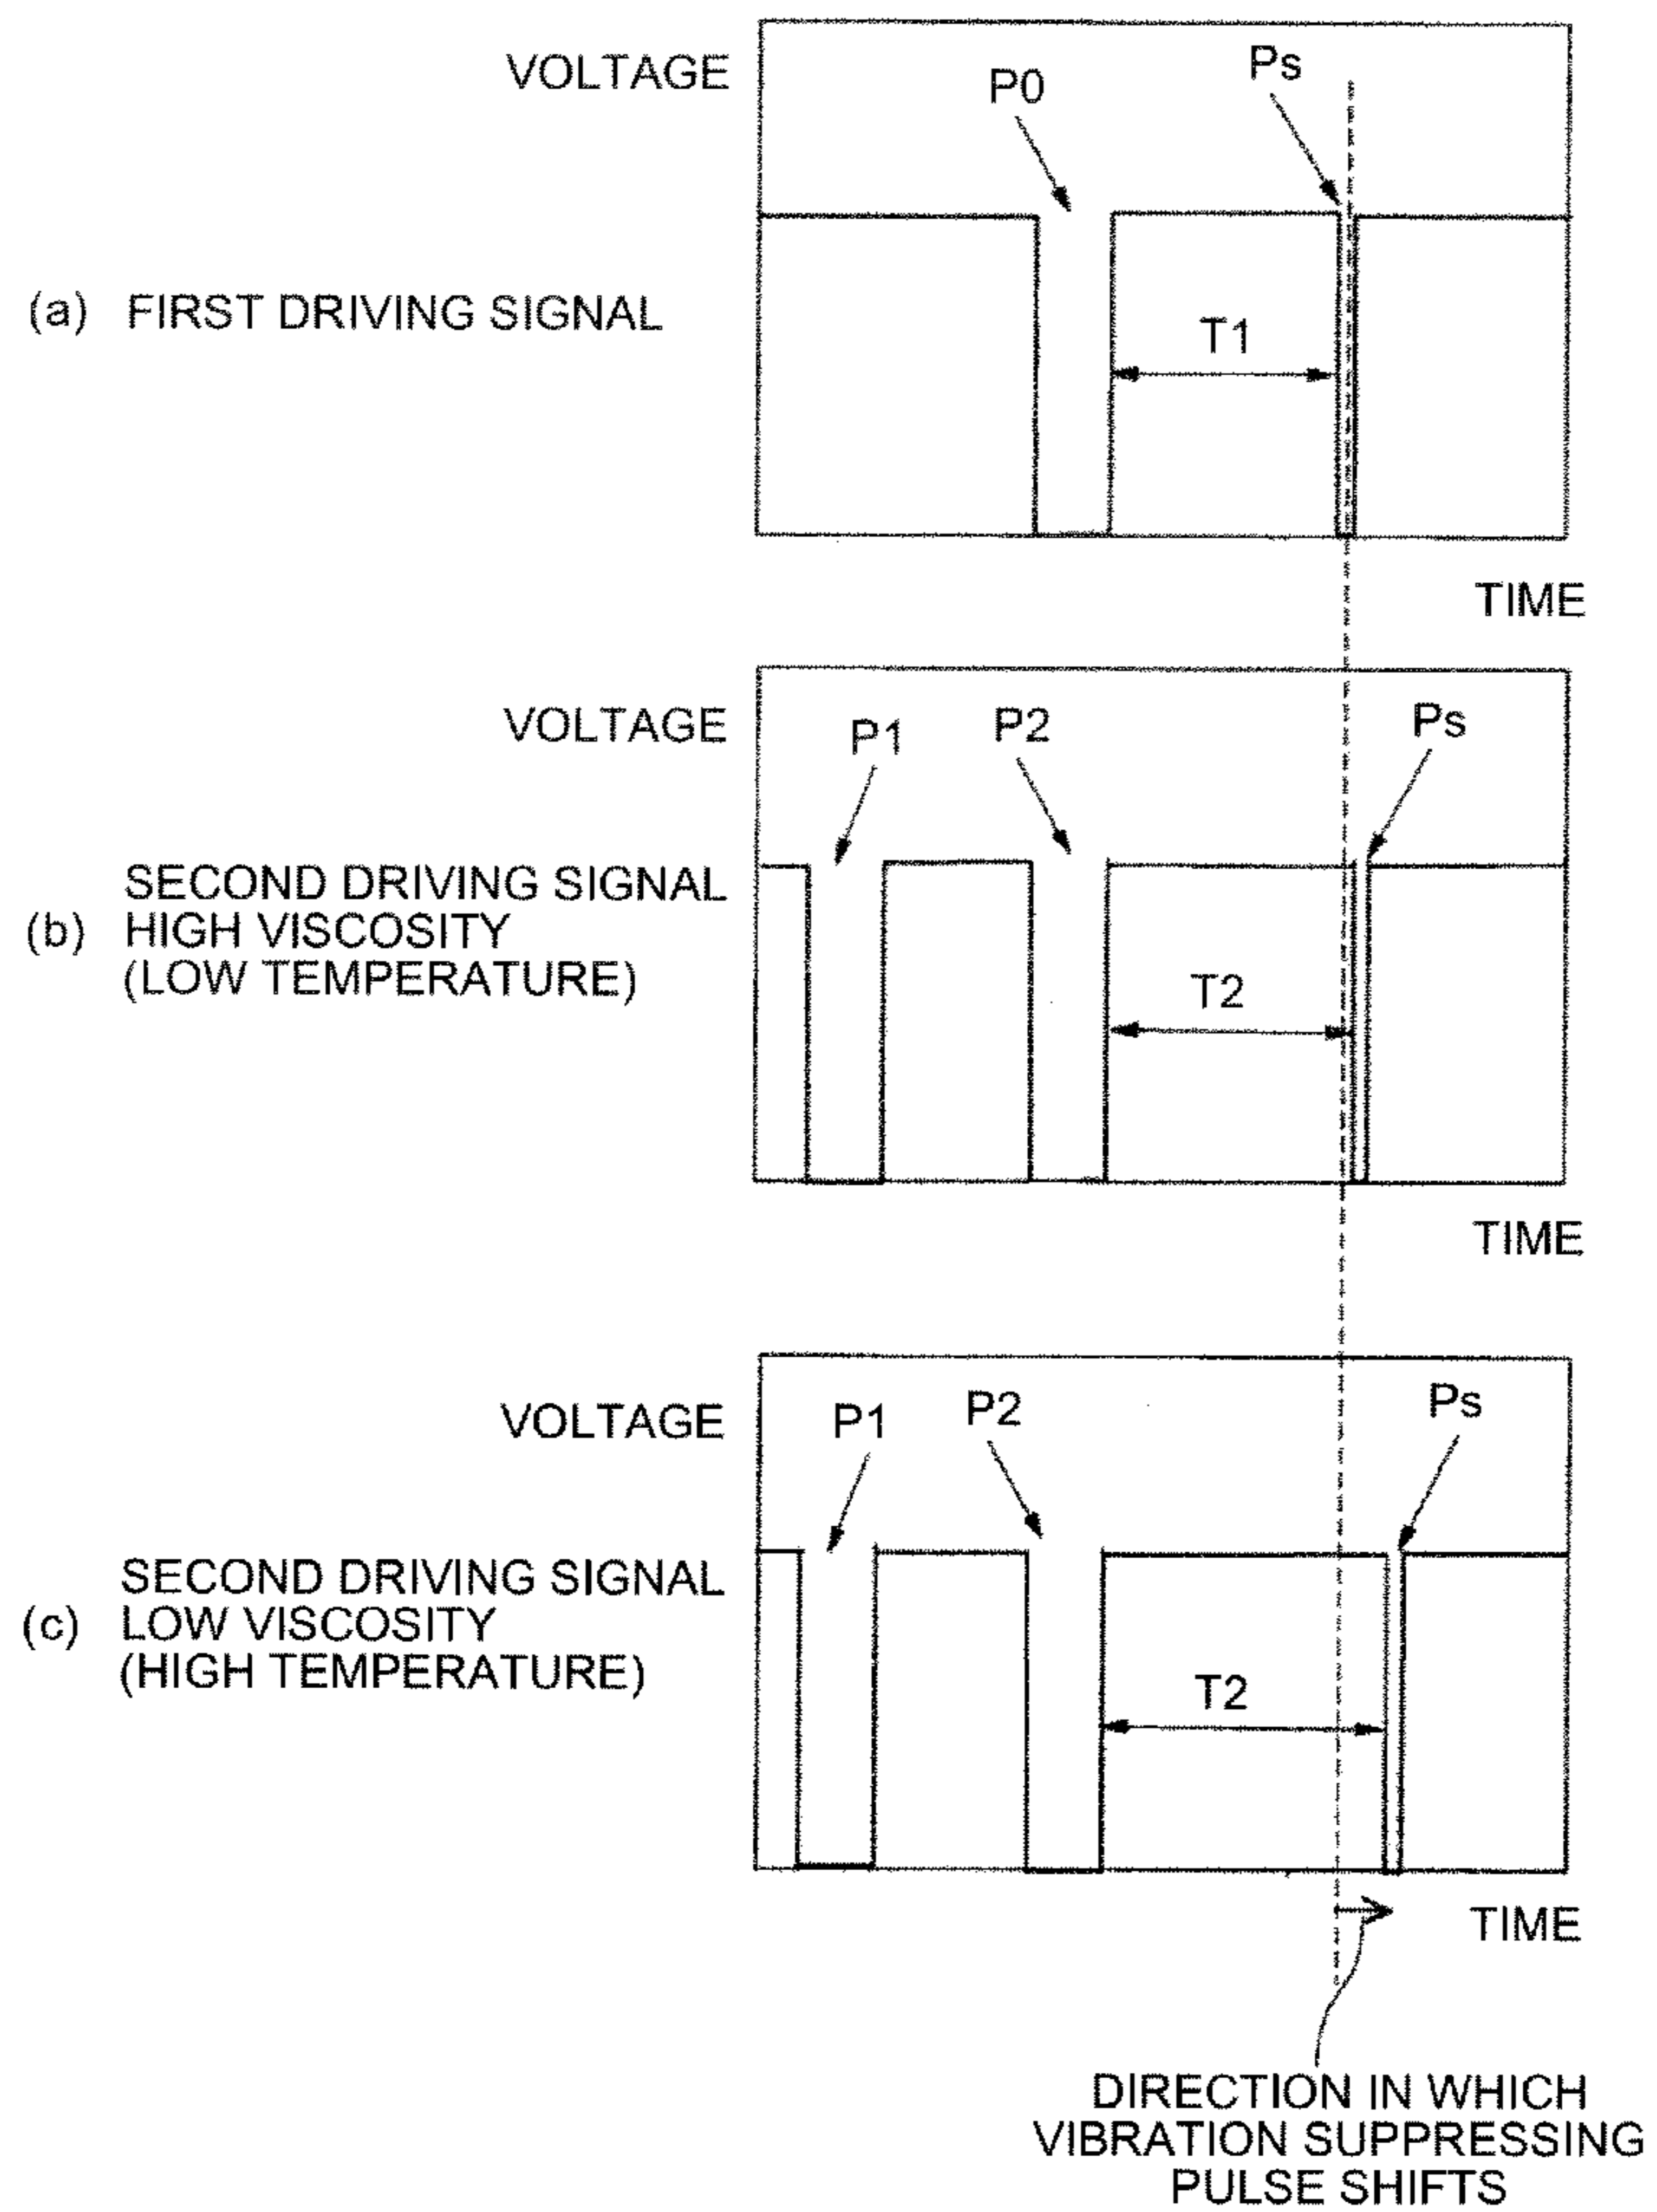 VOLTAGE
P0
Ps
(a) FIRST DRIVING SIGNAL
T1
TIME
VOLTAGE
P1
P2
Ps
SECOND DRIVING SIGNAL
(b) HIGH VISCOSITY
(LOW TEMPERATURE)
T2
TIME
VOLTAGE
P1
P2
Ps
SECOND DRIVING SIGNAL
(c) LOW VISCOSITY
(HIGH TEMPERATURE)
T2
TIME
DIRECTION IN WHICH
VIBRATION SUPPRESSING
PULSE SHIFTS